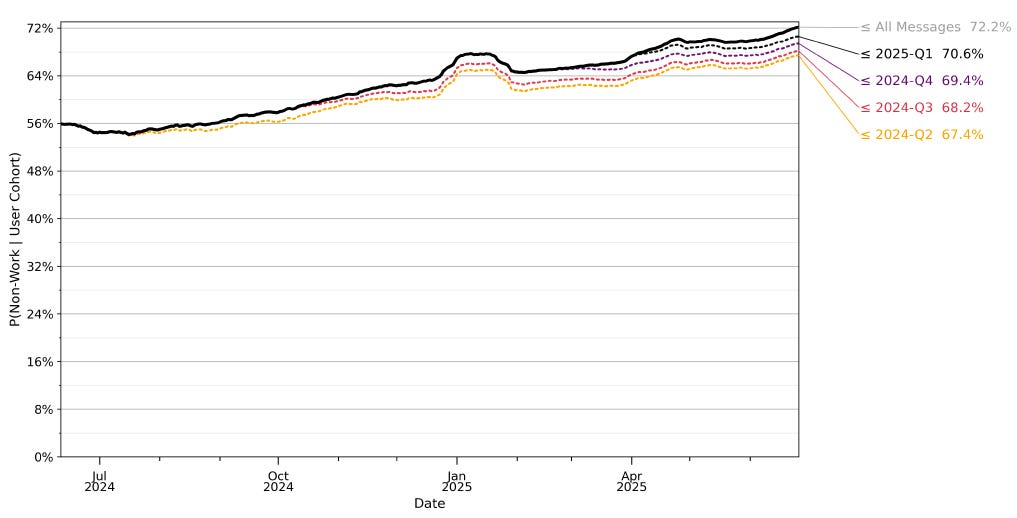 72%
64%
56%
48%
40%
32%
24%
16%
8%
0%
P(Non-Work | User Cohort)
Jul
2024
Oct
2024
Jan
2025
Apr
2025
Date
≤ All Messages 72.2%
≤ 2025-Q1 70.6%
≤ 2024-Q4 69.4%
≤ 2024-Q3 68.2%
≤ 2024-Q2 67.4%